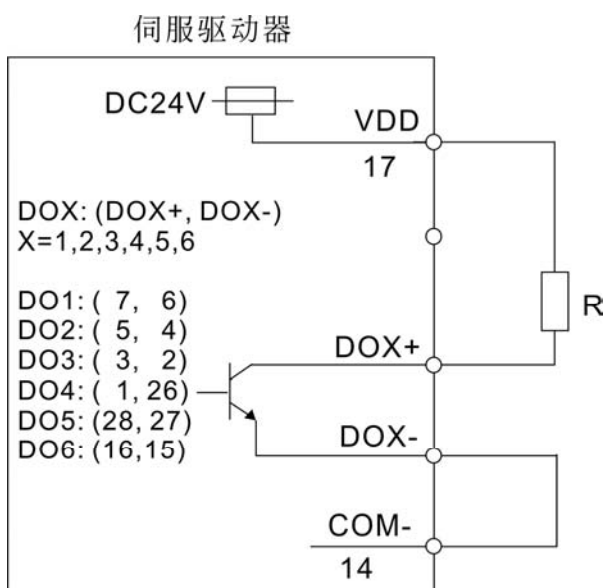 伺服驱动器
DC24V
VDD
17
DOX: (DOX+, DOX-)
X=1,2,3,4,5,6
R
DO1: ( 7, 6)
DO2: ( 5, 4)
DO3: ( 3, 2)
DO4: ( 1,26)
DO5: (28, 27)
DO6: (16,15)
DOX+
DOX-
COM-
14